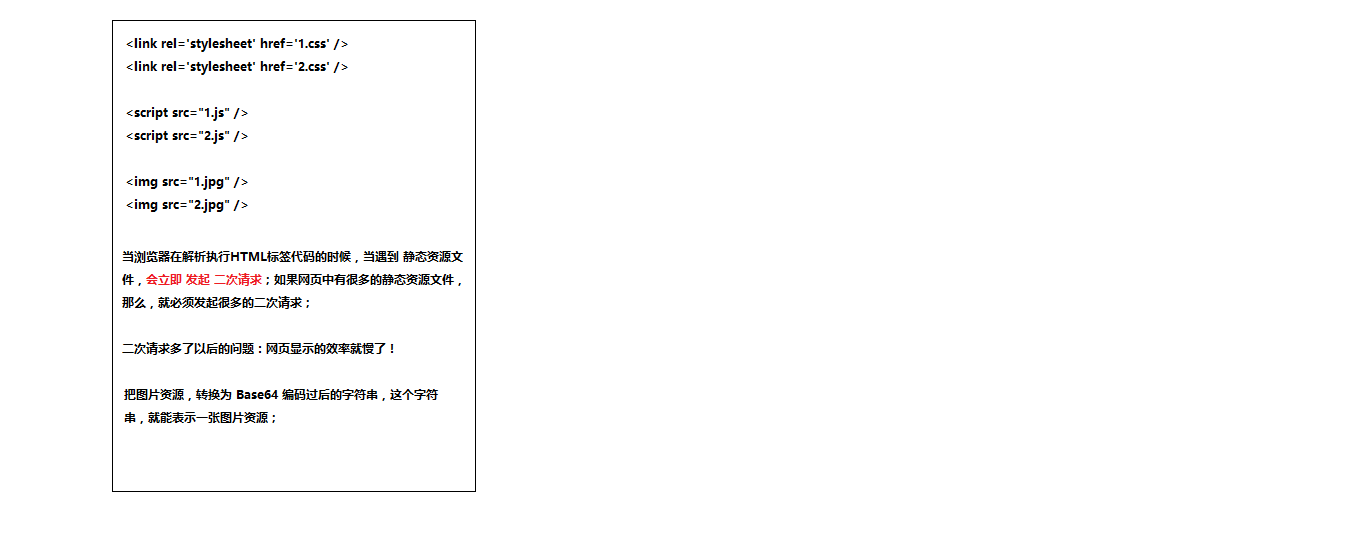 <link rel='stylesheet' href='1.css' />
<link rel='stylesheet' href='2.css' />
<script src="1.js" />
<script src="2.js" />
<img src="1.jpg" />
<img src="2.jpg" />
当浏览器在解析执行HTML标签代码的时候，当遇到 静态资源文
件，会立即 发起 二次请求；如果网页中有很多的静态资源文件，
那么，就必须发起很多的二次请求；
二次请求多了以后的问题：网页显示的效率就慢了！
把图片资源，转换为 Base64 编码过后的字符串，这个字符
串，就能表示一张图片资源；